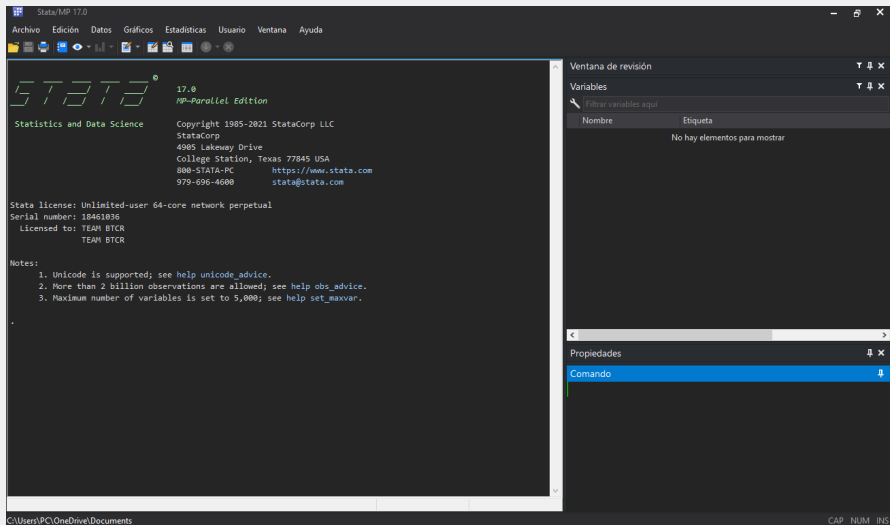 Stata/MP 17.0
Archivo Edición Datos Gráficos Estadísticas Usuario Ventana Ayuda
©
17.0
MP—Parallel Edition
Statistics and Data Science Copyright 1985-2021 StataCorp LLC
StataCorp
4905 Lakeway Drive
College Station, Texas 77845 USA
800-STATA-PC https://www.stata.com
979-696-4600 stata@stata.com
Stata license: Unlimited-user 64-core network perpetual
Serial number: 18461036
Licensed to: TEAM BTCR
TEAM BTCR
Notes:
1. Unicode is supported; see help unicode_advice.
2. More than 2 billion observations are allowed; see help obs_advice.
3. Maximum number of variables is set to 5,000; see help set_maxvar.
.
Ventana de revisión
Variables
Filtrar variables aqui
Nombre Etiqueta
No hay elementos para mostrar
Propiedades
Comando
C:\Users\PC\OneDrive\Documents
CAP NUM INS